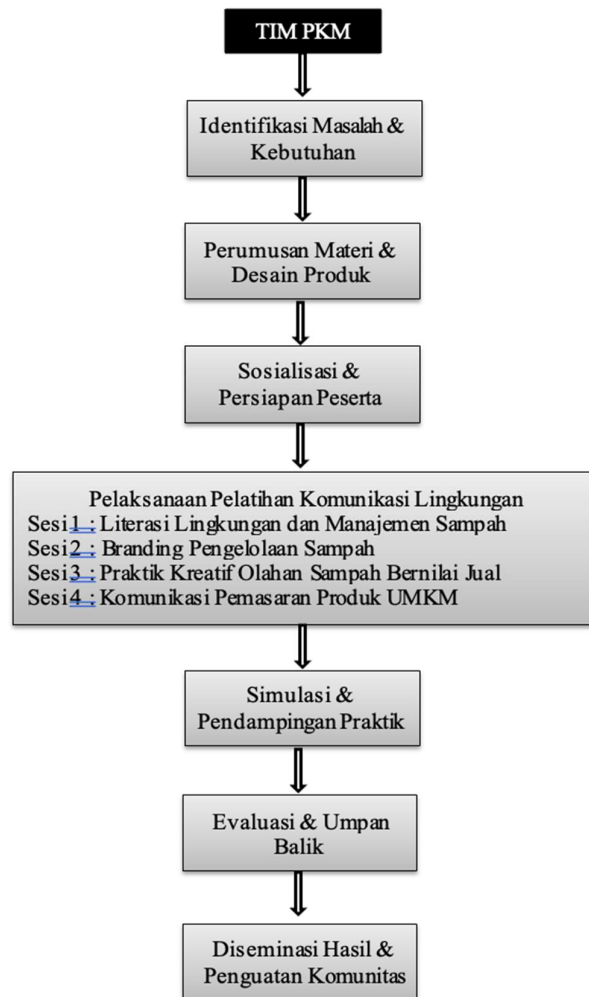 TIM PKM
Identifikasi Masalah &
Kebutuhan
Perumusan Materi &
Desain Produk
Sosialisasi &
Persiapan Peserta
Pelaksanaan Pelatihan Komunikasi Lingkungan
Sesi 1 : Literasi Lingkungan dan Manajemen Sampah
Sesi 2 : Branding Pengelolaan Sampah
Sesi 3 : Praktik Kreatif Olahan Sampah Bernilai Jual
Sesi 4 : Komunikasi Pemasaran Produk UMKM
Simulasi &
Pendampingan Praktik
Evaluasi & Umpan
Balik
Diseminasi Hasil &
Penguatan Komunitas